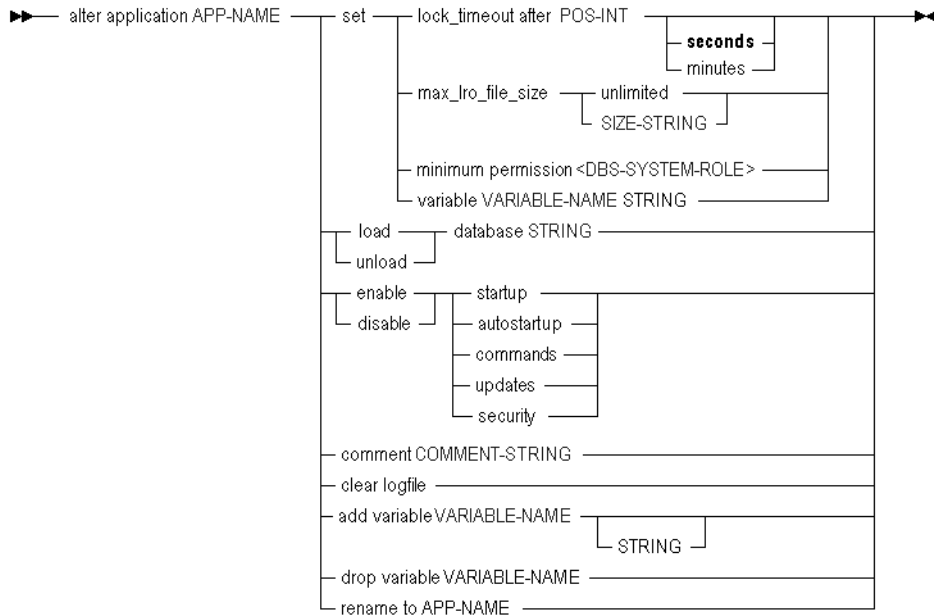 alter application APP-NAME set lock_timeout after POS-INT
seconds
minutes
max_lro_file_size unlimited
SIZE-STRING
minimum permission <DBS-SYSTEM-ROLE>
variable VARIABLE-NAME STRING
load database STRING
unload
enable startup
disable autostartup
commands
updates
security
comment COMMENT-STRING
clear logfile
add variable VARIABLE-NAME
STRING
drop variable VARIABLE-NAME
rename to APP-NAME